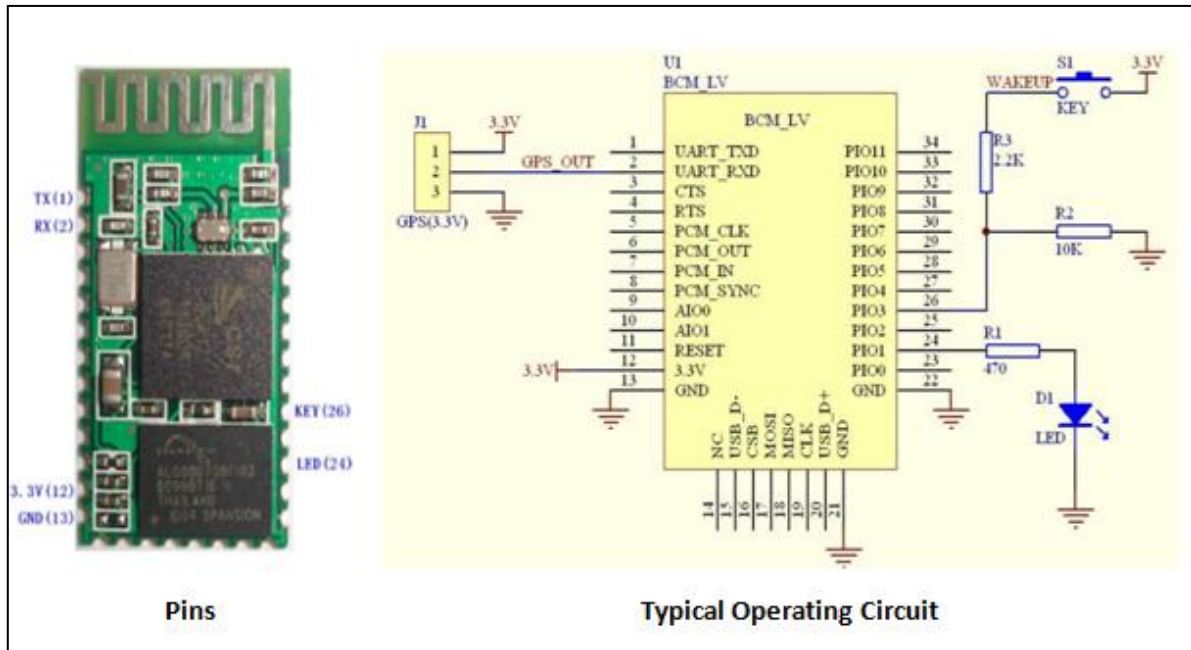 TX(1)
RX(2)
3.3V(12)
GND(13)
KEY(26)
LED(24)
CSR
THAILAND
SPANSION
Pins
U1
BCM_LV
BCM_LV
J1
1
2
3
GPS(3.3V)
3.3V
GPS_OUT
1 UART_TXD
2 UART_RXD
3 CTS
4 RTS
5 PCM_CLK
6 PCM_OUT
7 PCM_IN
8 PCM_SYNC
9 AIO0
10 AIO1
11 RESET
3.3V 12 3.3V
13 GND
PIO11 34
PIO10 33
PIO9 32
PIO8 31
PIO7 30
PIO6 29
PIO5 28
PIO4 27
PIO3 26
PIO2 25
PIO1 24
PIO0 23
GND 22
NC 14
USB_D- 15
CSB 16
MOSI 17
MISO 18
CLK 19
USB_D+ 20
GND 21
WAKEUP
S1
KEY
3.3V
R3
2.2K
R2
10K
R1
470
D1
LED
Typical Operating Circuit